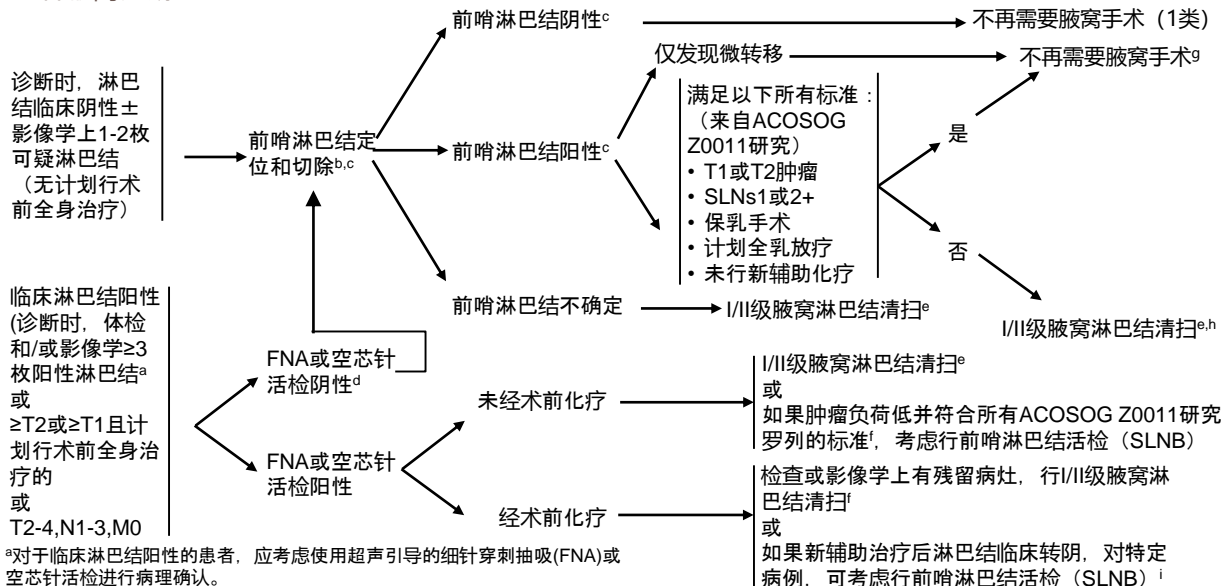 前哨淋巴结阴性c
不再需要腋窝手术（1类）
仅发现微转移
不再需要腋窝手术g
诊断时，淋巴
结临床阴性±
影像学上1-2枚
可疑淋巴结
（无计划行术
前全身治疗）
前哨淋巴结定
位和切除b,c
前哨淋巴结阳性c
满足以下所有标准：
（来自ACOSOG
Z0011研究）
• T1或T2肿瘤
• SLNs1或2+
• 保乳手术
• 计划全乳放疗
• 未行新辅助化疗
是
否
前哨淋巴结不确定
I/II级腋窝淋巴结清扫e
I/II级腋窝淋巴结清扫e,h
临床淋巴结阳性
(诊断时，体检
和/或影像学≥3
枚阳性淋巴结a
或
≥T2或≥T1且计
划行术前全身治
疗的
或
T2-4,N1-3,M0
FNA或空芯针
活检阴性d
FNA或空芯针
活检阳性
未经术前化疗
I/II级腋窝淋巴结清扫e
或
如果肿瘤负荷低并符合所有ACOSOG Z0011研究
罗列的标准f，考虑行前哨淋巴结活检（SLNB）
经术前化疗
检查或影像学上有残留病灶，行I/II级腋窝淋
巴结清扫f
或
如果新辅助治疗后淋巴结临床转阴，对特定
病例，可考虑行前哨淋巴结活检（SLNB）i
a对于临床淋巴结阳性的患者，应考虑使用超声引导的细针穿刺抽吸(FNA)或
空芯针活检进行病理确认。